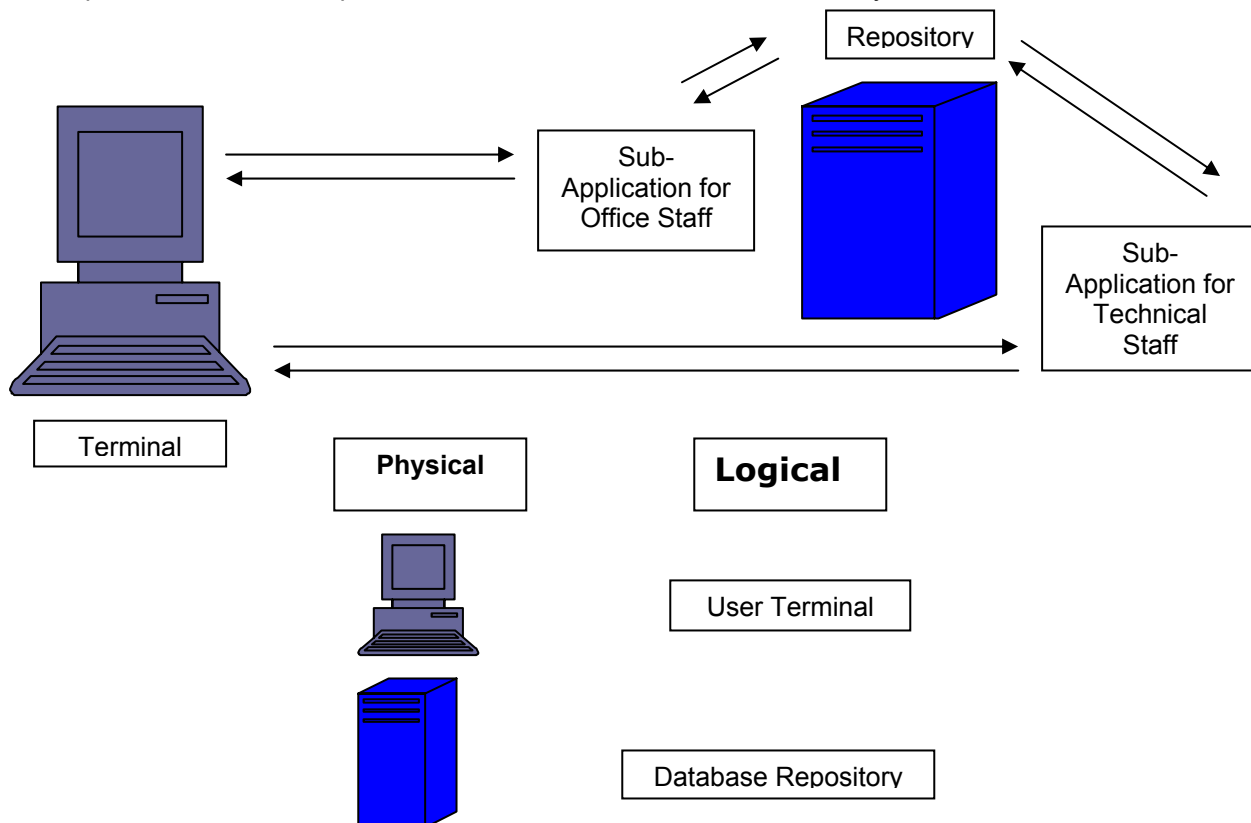 Repository
Sub-
Application for
Office Staff
Sub-
Application for
Technical
Staff
Terminal
Physical
Logical
User Terminal
Database Repository